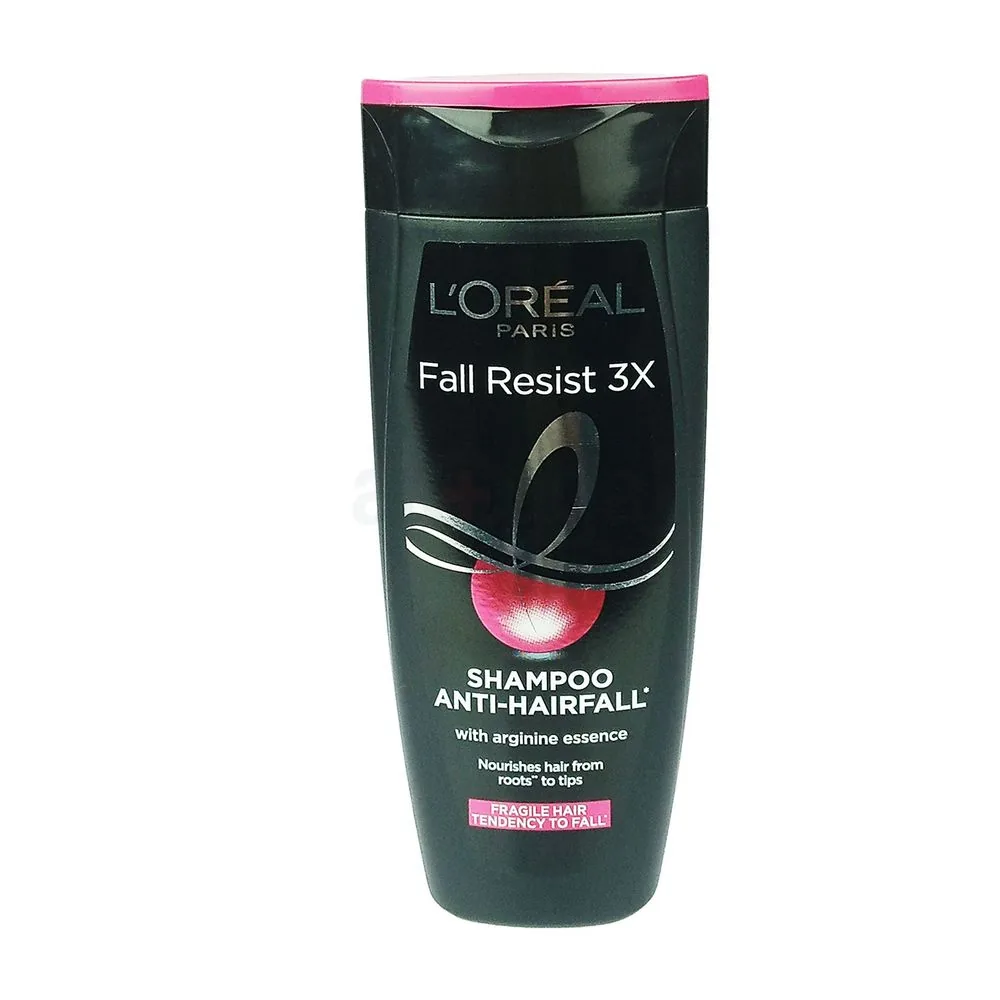 L'ORÉAL
PARIS
Fall Resist 3X
SHAMPOO
ANTI-HAIRFALL*
with arginine essence
Nourishes hair from
roots** to tips
FRAGILE HAIR
TENDENCY TO FALL*